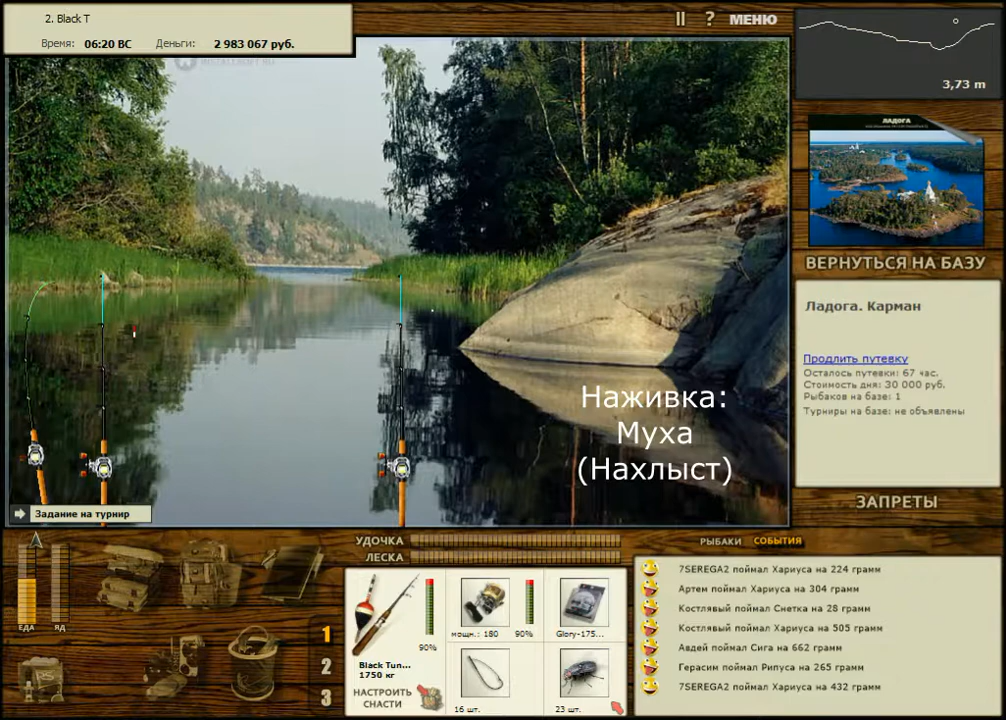 2. Black T
Время: 06:20 ВС Деньги: 2 983 067 руб.
МЕНЮ
3,73 m
ЛАДОГА
ВЕРНУТЬСЯ НА БАЗУ
Ладога. Карман
Продлить путевку
Осталось путевки: 67 час.
Стоимость дня: 30 000 руб.
Рыбаков на базе: 1
Турниры на базе: не объявлены
ЗАПРЕТЫ
Наживка:
Муха
(Нахлыст)
Задание на турнир
УДОЧКА
ЛЕСКА
РЫБАКИ СОБЫТИЯ
7SEREGA2 поймал Хариуса на 224 грамм
Артем поймал Хариуса на 304 грамм
Костлявый поймал Снетка на 28 грамм
Костлявый поймал Хариуса на 505 грамм
Авдей поймал Сига на 662 грамм
Герасим поймал Рипуса на 265 грамм
7SEREGA2 поймал Хариуса на 432 грамм
ЕДА ЯД
1
2
3
90%
Black Tun...
1750 кг
НАСТРОИТЬ
СНАСТИ
мощн.: 180 90%
Glory-175...
16 шт.
23 шт.